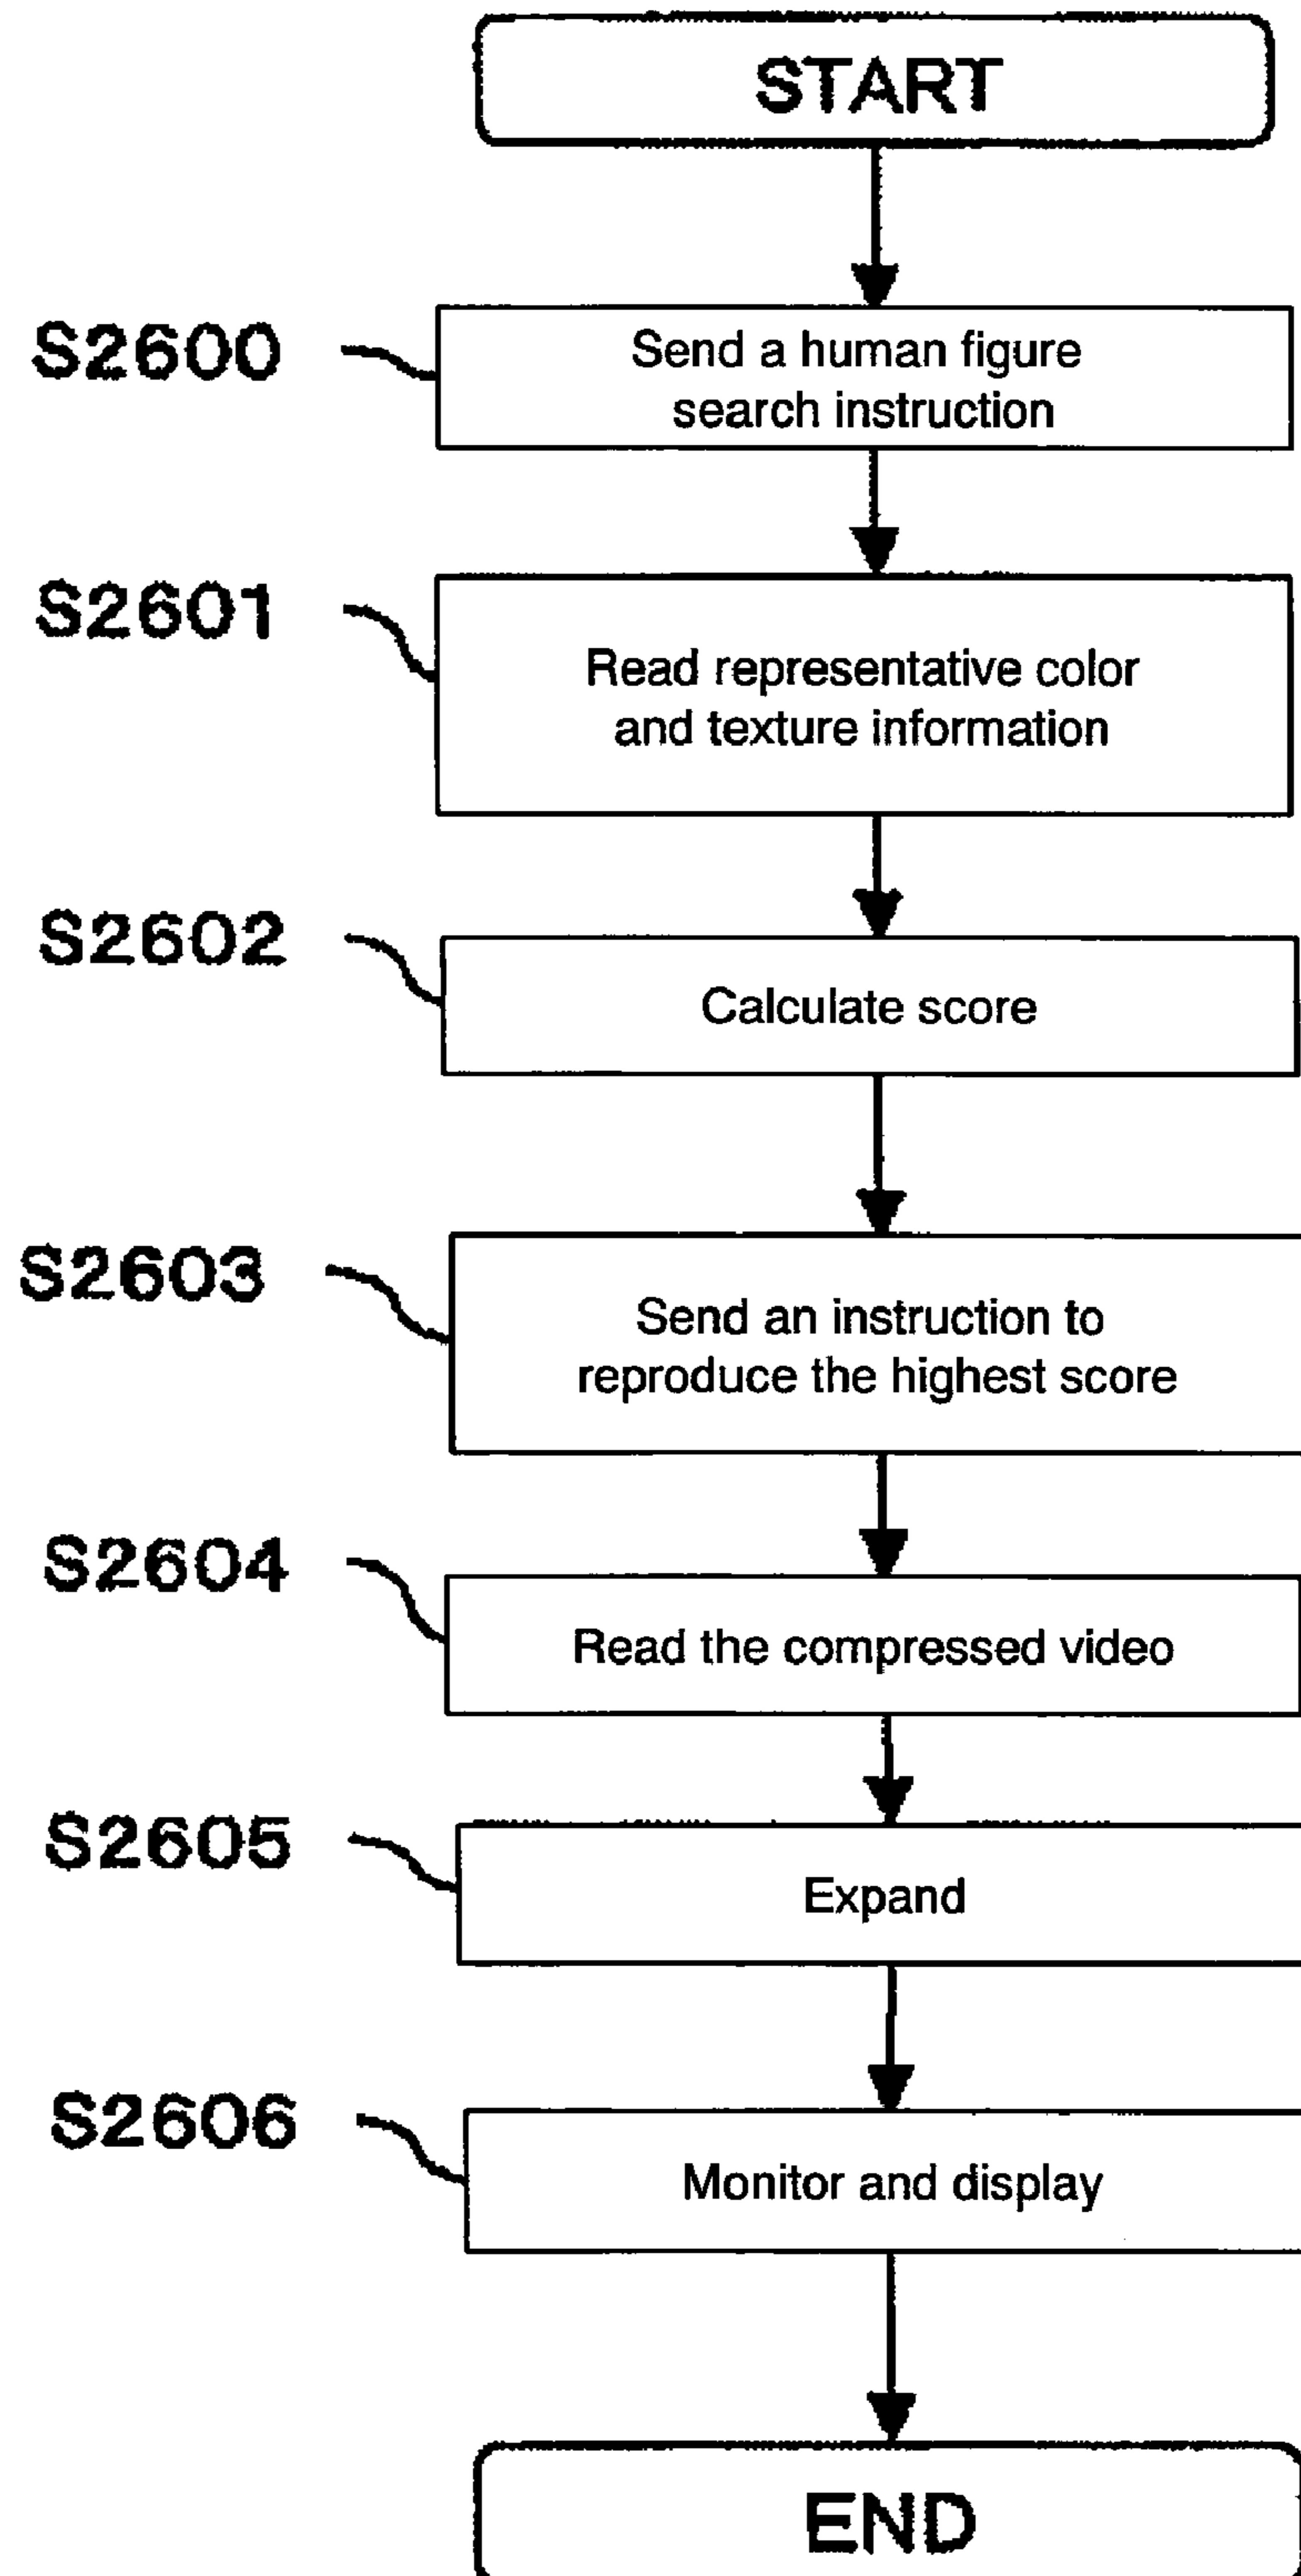 START
S2600
Send a human figure
search instruction
S2601
Read representative color
and texture information
S2602
Calculate score
S2603
Send an instruction to
reproduce the highest score
S2604
Read the compressed video
S2605
Expand
S2606
Monitor and display
END